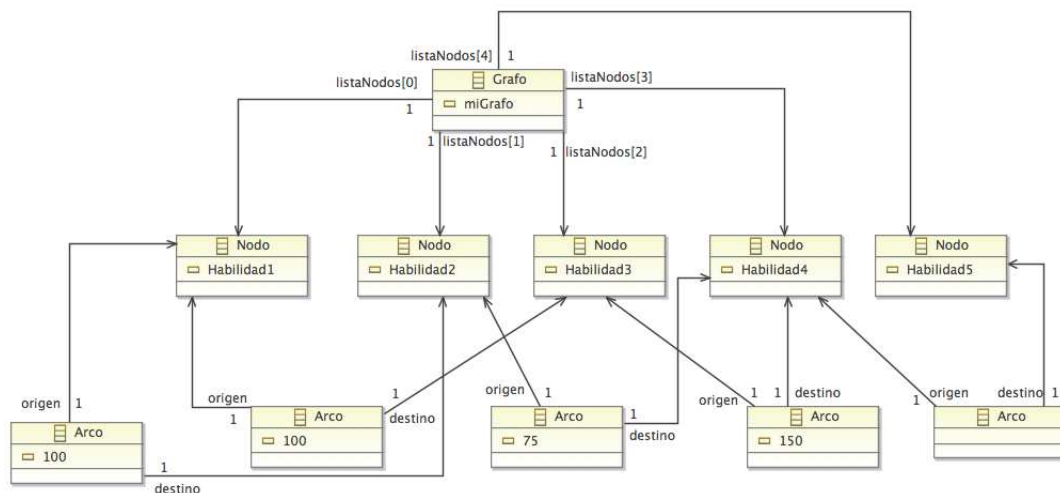 listaNodos[4] 1
listaNodos[0] Grafo listaNodos[3]
1 miGrafo 1
1 listaNodos[1] 1 listaNodos[2]
Nodo Nodo Nodo Nodo Nodo
Habilidad1 Habilidad2 Habilidad3 Habilidad4 Habilidad5
origen 1 origen 1 1 destino origen 1 1 origen 1 1 destino 1 origen destino 1
Arco Arco Arco Arco Arco
100 100 75 150
1 destino 1 destino